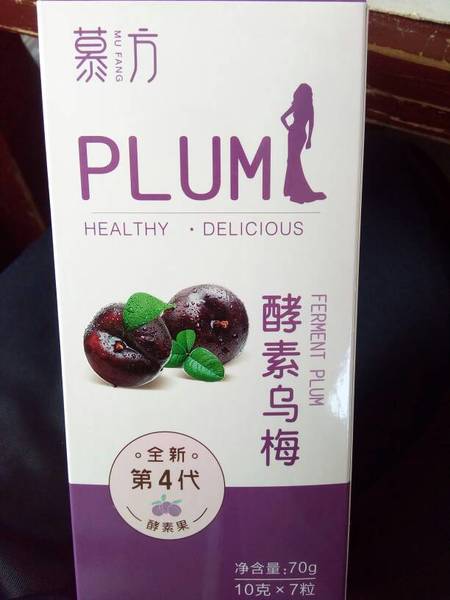 慕方
MU FANG
PLUM
HEALTHY · DELICIOUS
酵素乌梅
FERMENT PLUM
全新
第4代
酵素果
净含量:70g
10克×7粒